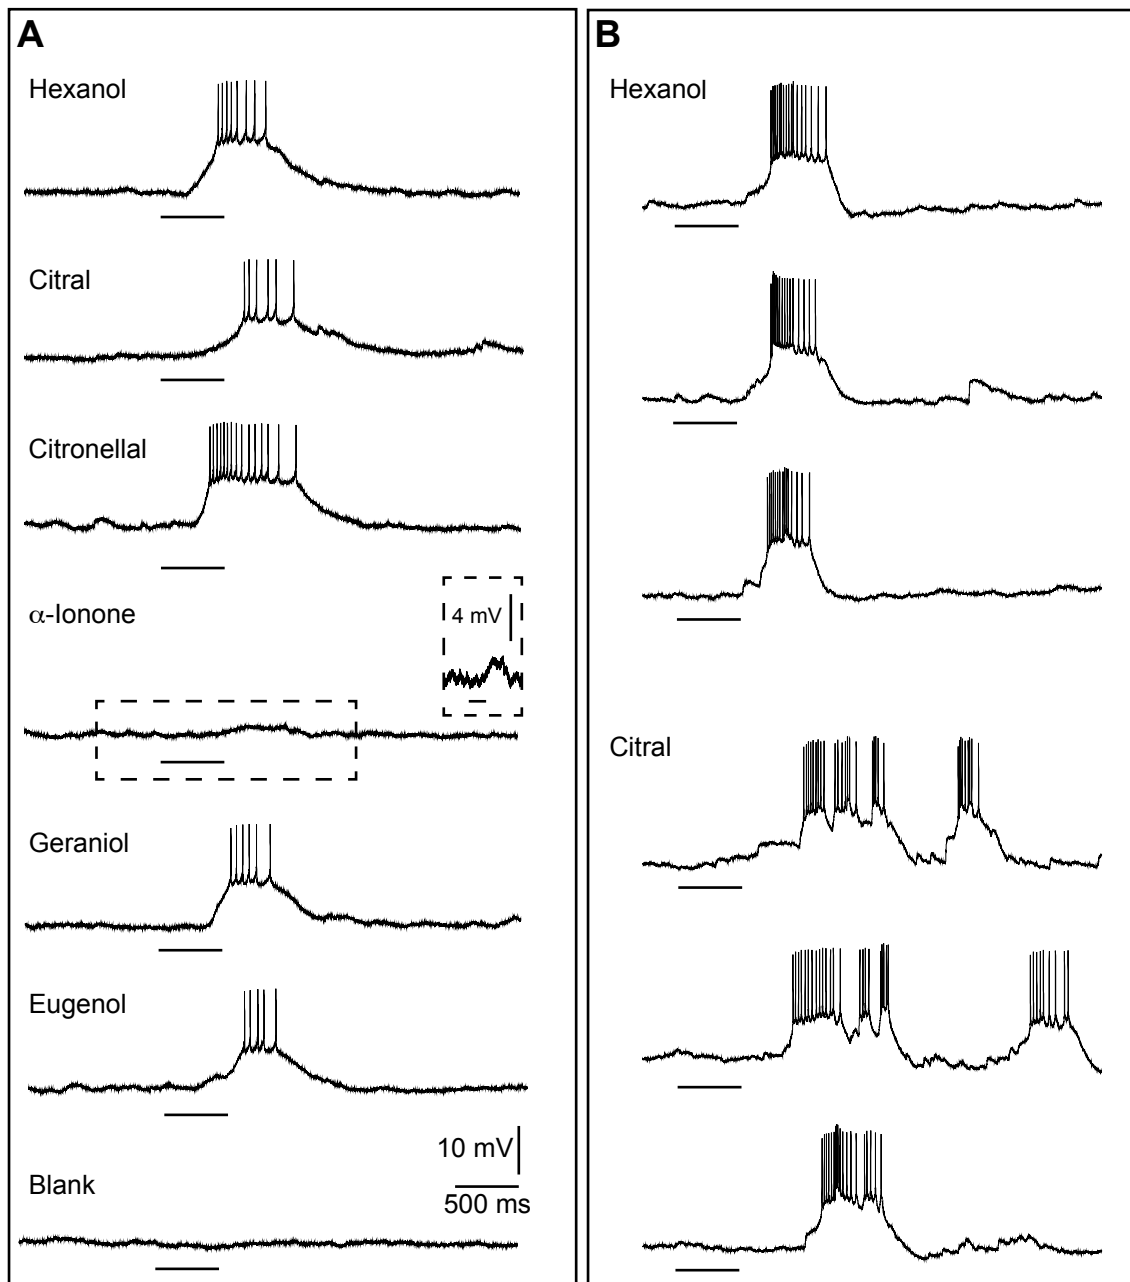 A
Hexanol
Citral
Citronellal
α-Ionone
4 mV
Geraniol
Eugenol
10 mV
500 ms
Blank
B
Hexanol
Citral